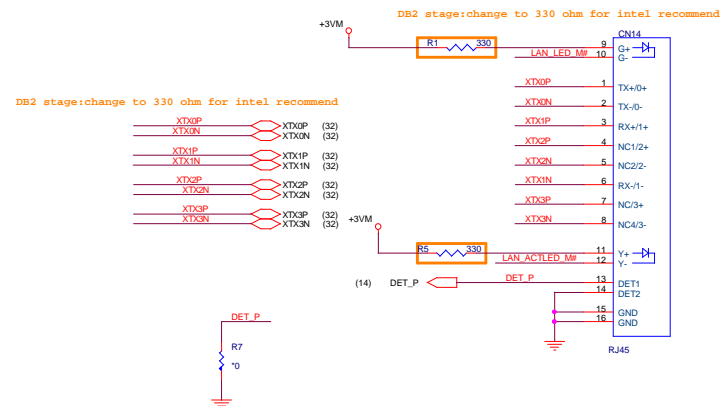 DB2 stage:change to 330 ohm for intel recommend
+3VM
R1 330
CN14
9 G+
LAN_LED_M# 10 G-
XTX0P 1 TX+/0+
XTX0N 2 TX-/0-
XTX1P 3 RX+/1+
XTX2P 4 NC1/2+
XTX2N 5 NC2/2-
XTX1N 6 RX-/1-
XTX3P 7 NC/3+
XTX3N 8 NC4/3-
DB2 stage:change to 330 ohm for intel recommend
XTX0P XTX0P (32)
XTX0N XTX0N (32)
XTX1P XTX1P (32)
XTX1N XTX1N (32)
XTX2P XTX2P (32)
XTX2N XTX2N (32)
XTX3P XTX3P (32)
XTX3N XTX3N (32)
+3VM
R5 330
11 Y+
LAN_ACTLED_M# 12 Y-
(14) DET_P DET_P 13 DET1
14 DET2
15 GND
16 GND
RJ45
DET_P
R7
*0